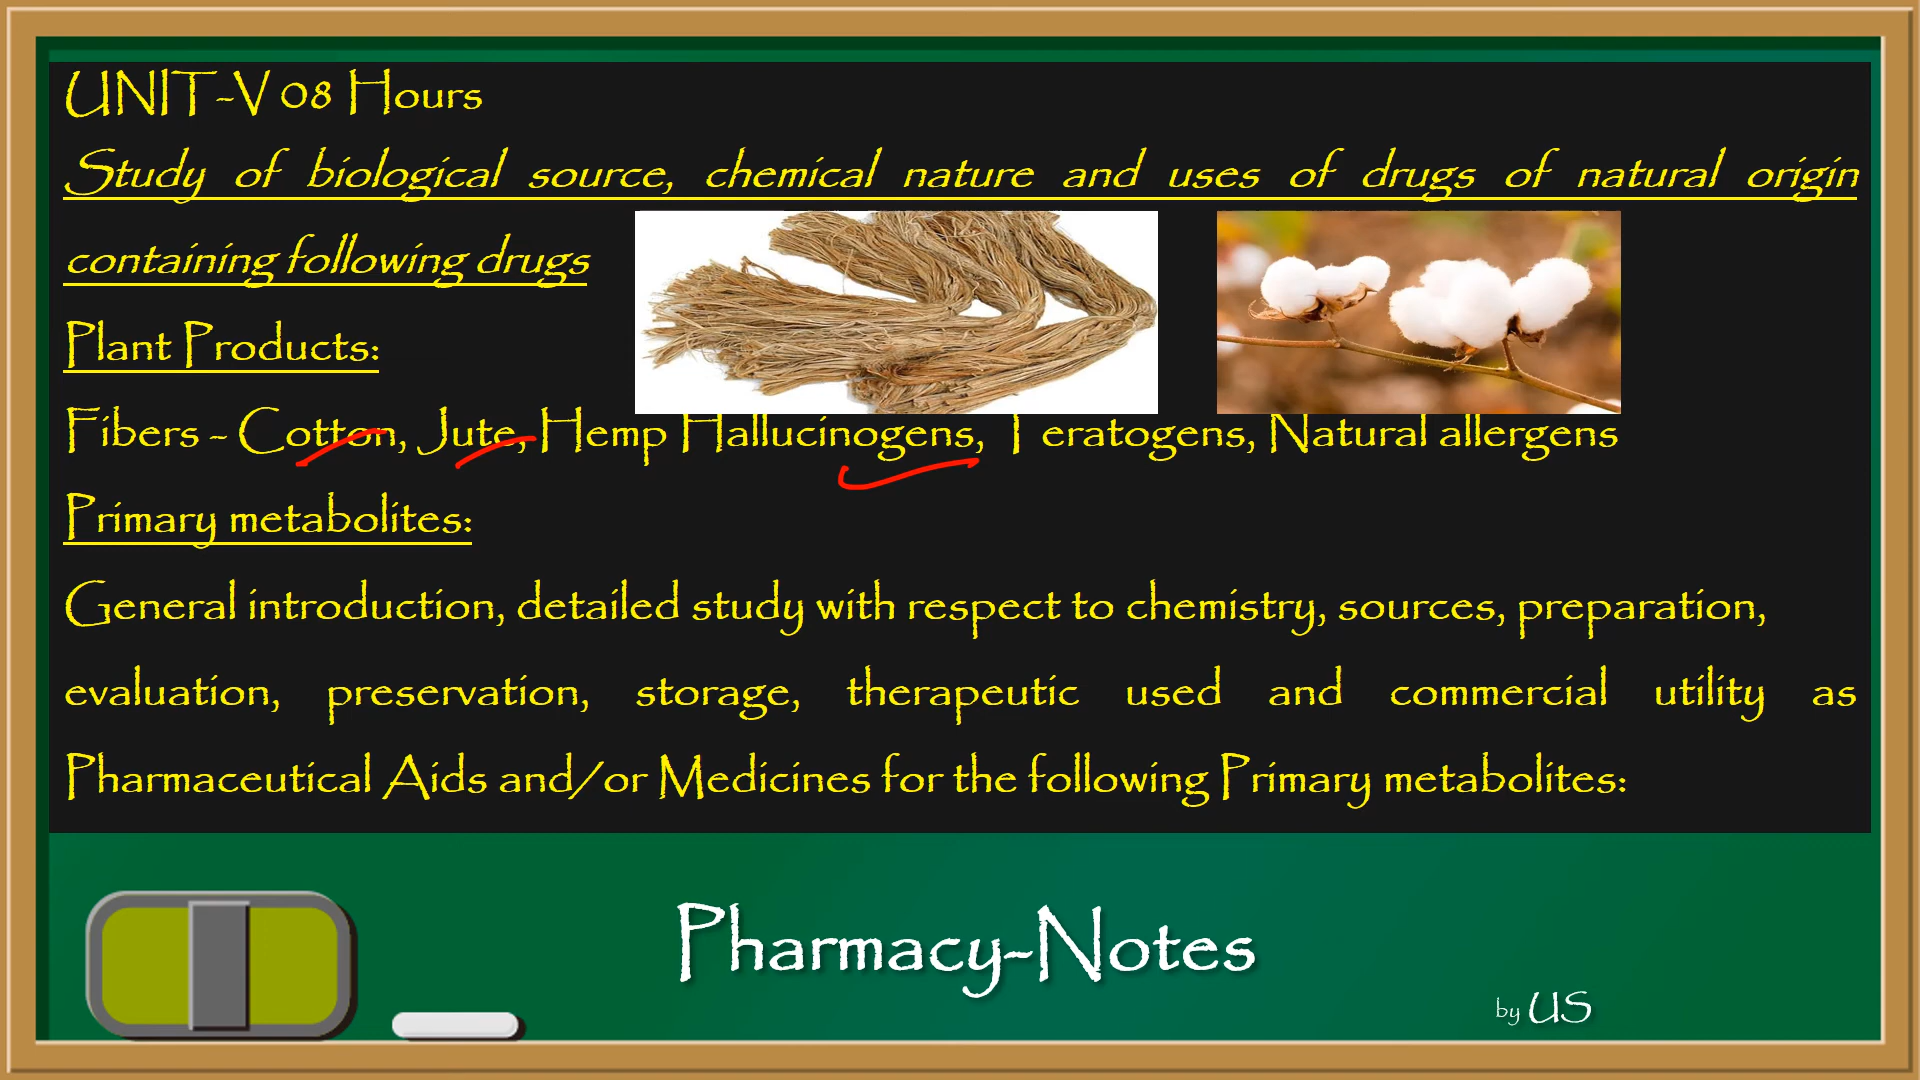 UNIT-V 08 Hours
Study of biological source, chemical nature and uses of drugs of natural origin
containing following drugs
Plant Products:
Fibers - Cotton, Jute, Hemp Hallucinogens, Teratogens, Natural allergens
Primary metabolites:
General introduction, detailed study with respect to chemistry, sources, preparation,
evaluation, preservation, storage, therapeutic used and commercial utility as
Pharmaceutical Aids and/or Medicines for the following Primary metabolites:
Pharmacy-Notes
by US